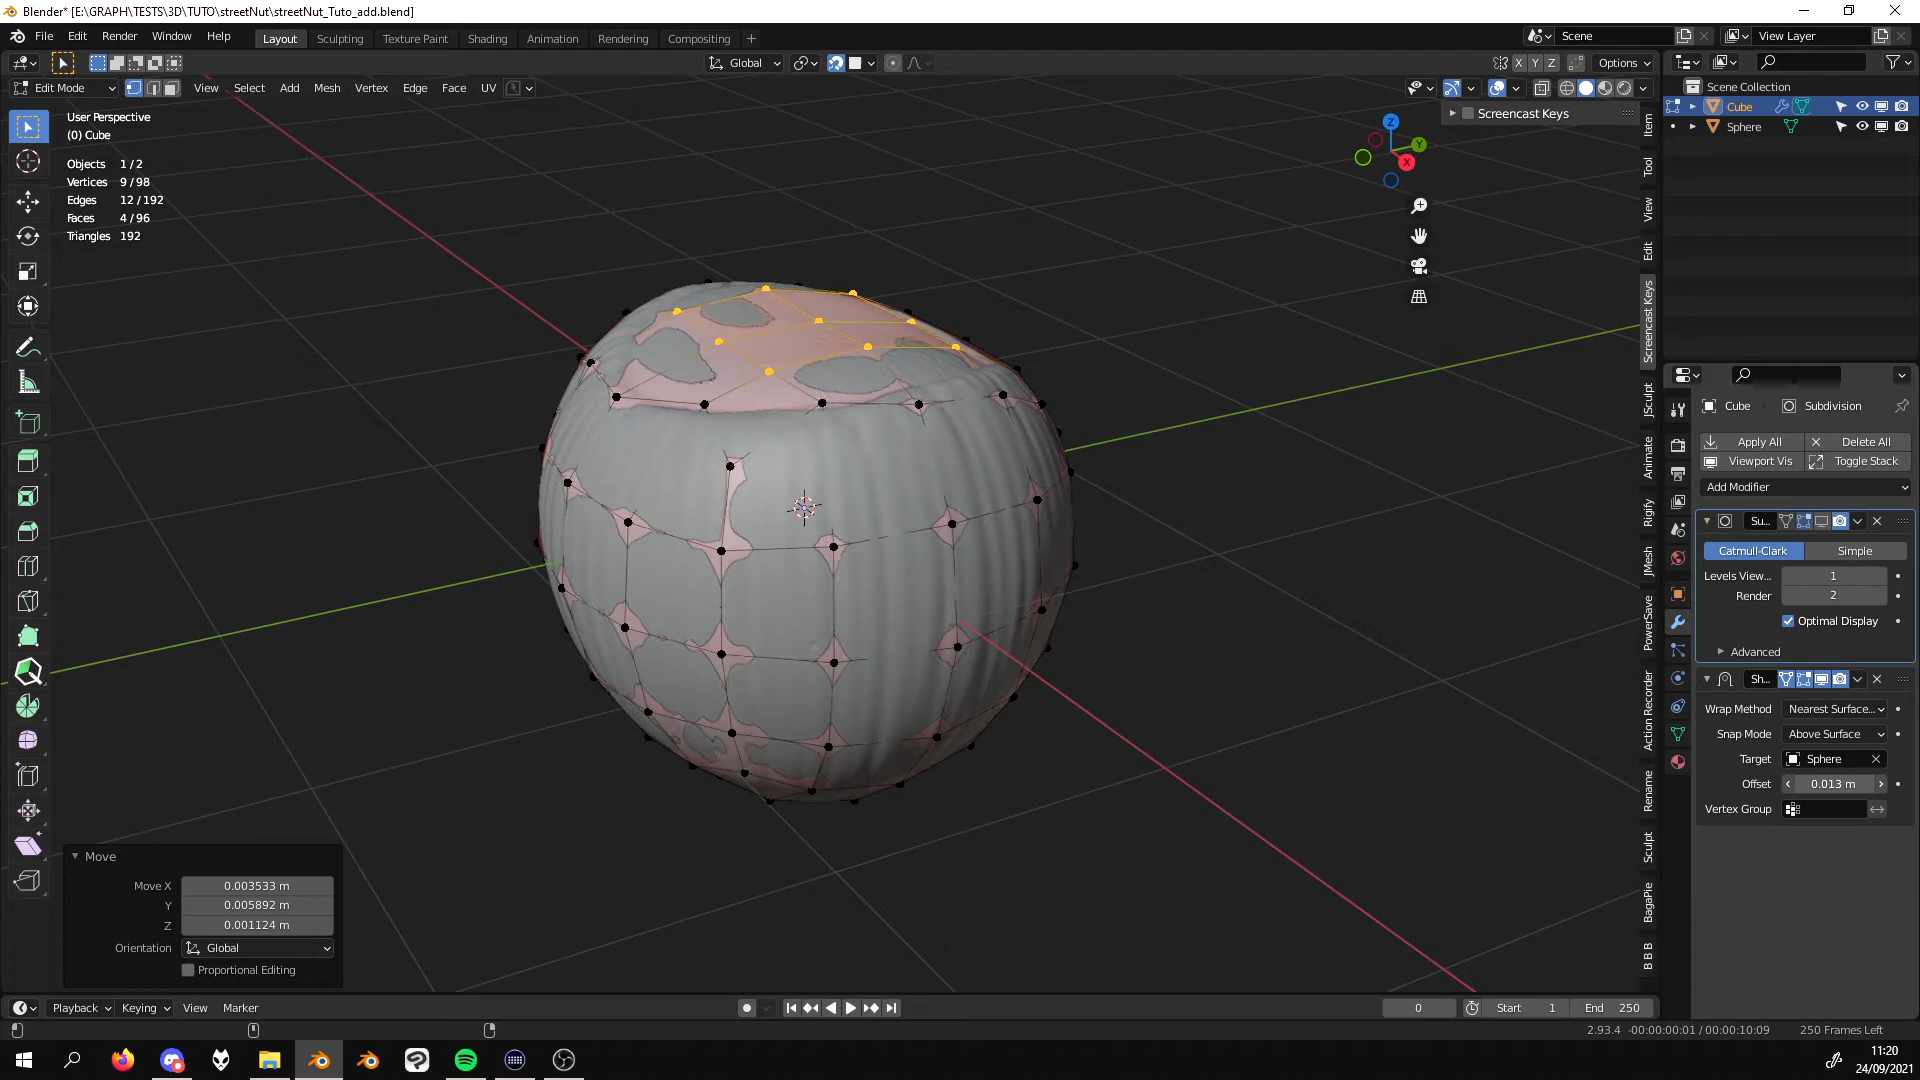 Blender* [E:\GRAPH\TESTS\3D\TUTO\streetNut\streetNut_Tuto_add.blend]
File Edit Render Window Help
Layout Sculpting Texture Paint Shading Animation Rendering Compositing +
Scene
View Layer
Global
X Y Z
Options
Edit Mode
View Select Add Mesh Vertex Edge Face UV
User Perspective
(0) Cube
Objects 1 / 2
Vertices 9 / 98
Edges 12 / 192
Faces 4 / 96
Triangles 192
Screencast Keys
Z
Y
X
Item
Tool
View
Edit
Screencast Keys
JSculpt
Animate
Rigify
JMesh
PowerSave
Action Recorder
Rename
Sculpt
BagaPie
B B B
Scene Collection
Cube
Sphere
Cube
Subdivision
Apply All
Delete All
Viewport Vis
Toggle Stack
Add Modifier
Su...
Catmull-Clark
Simple
Levels View... 1
Render 2
Optimal Display
Advanced
Sh...
Wrap Method Nearest Surface...
Snap Mode Above Surface
Target Sphere
Offset 0.013 m
Vertex Group
Move
Move X 0.003533 m
Y 0.005892 m
Z 0.001124 m
Orientation Global
Proportional Editing
Playback Keying View Marker
0
Start 1
End 250
2.93.4 -00:00:00:01 / 00:00:10:09 250 Frames Left
11:20
24/09/2021